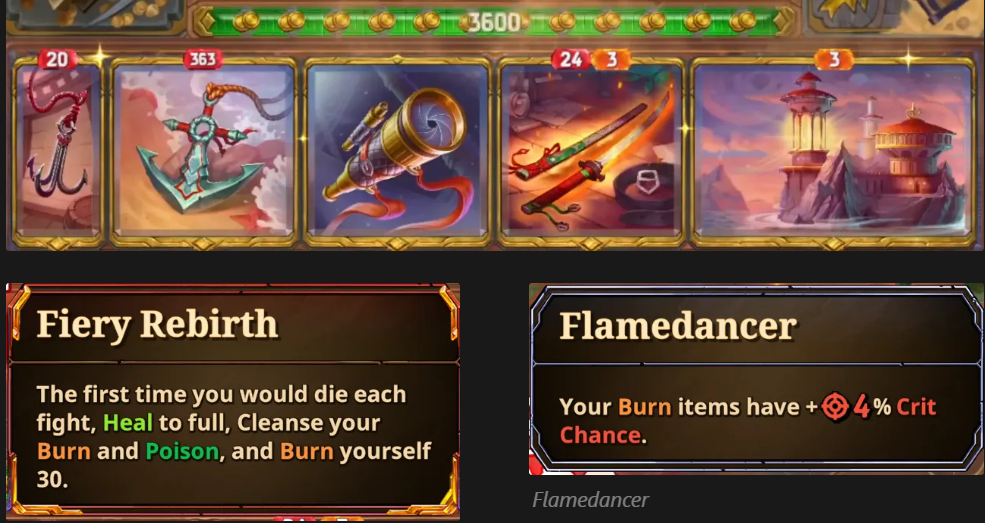 3600
20
363
24
3
3
Fiery Rebirth
The first time you would die each
fight, Heal to full, Cleanse your
Burn and Poison, and Burn yourself
30.
Flamedancer
Your Burn items have + 4% Crit
Chance.
Flamedancer